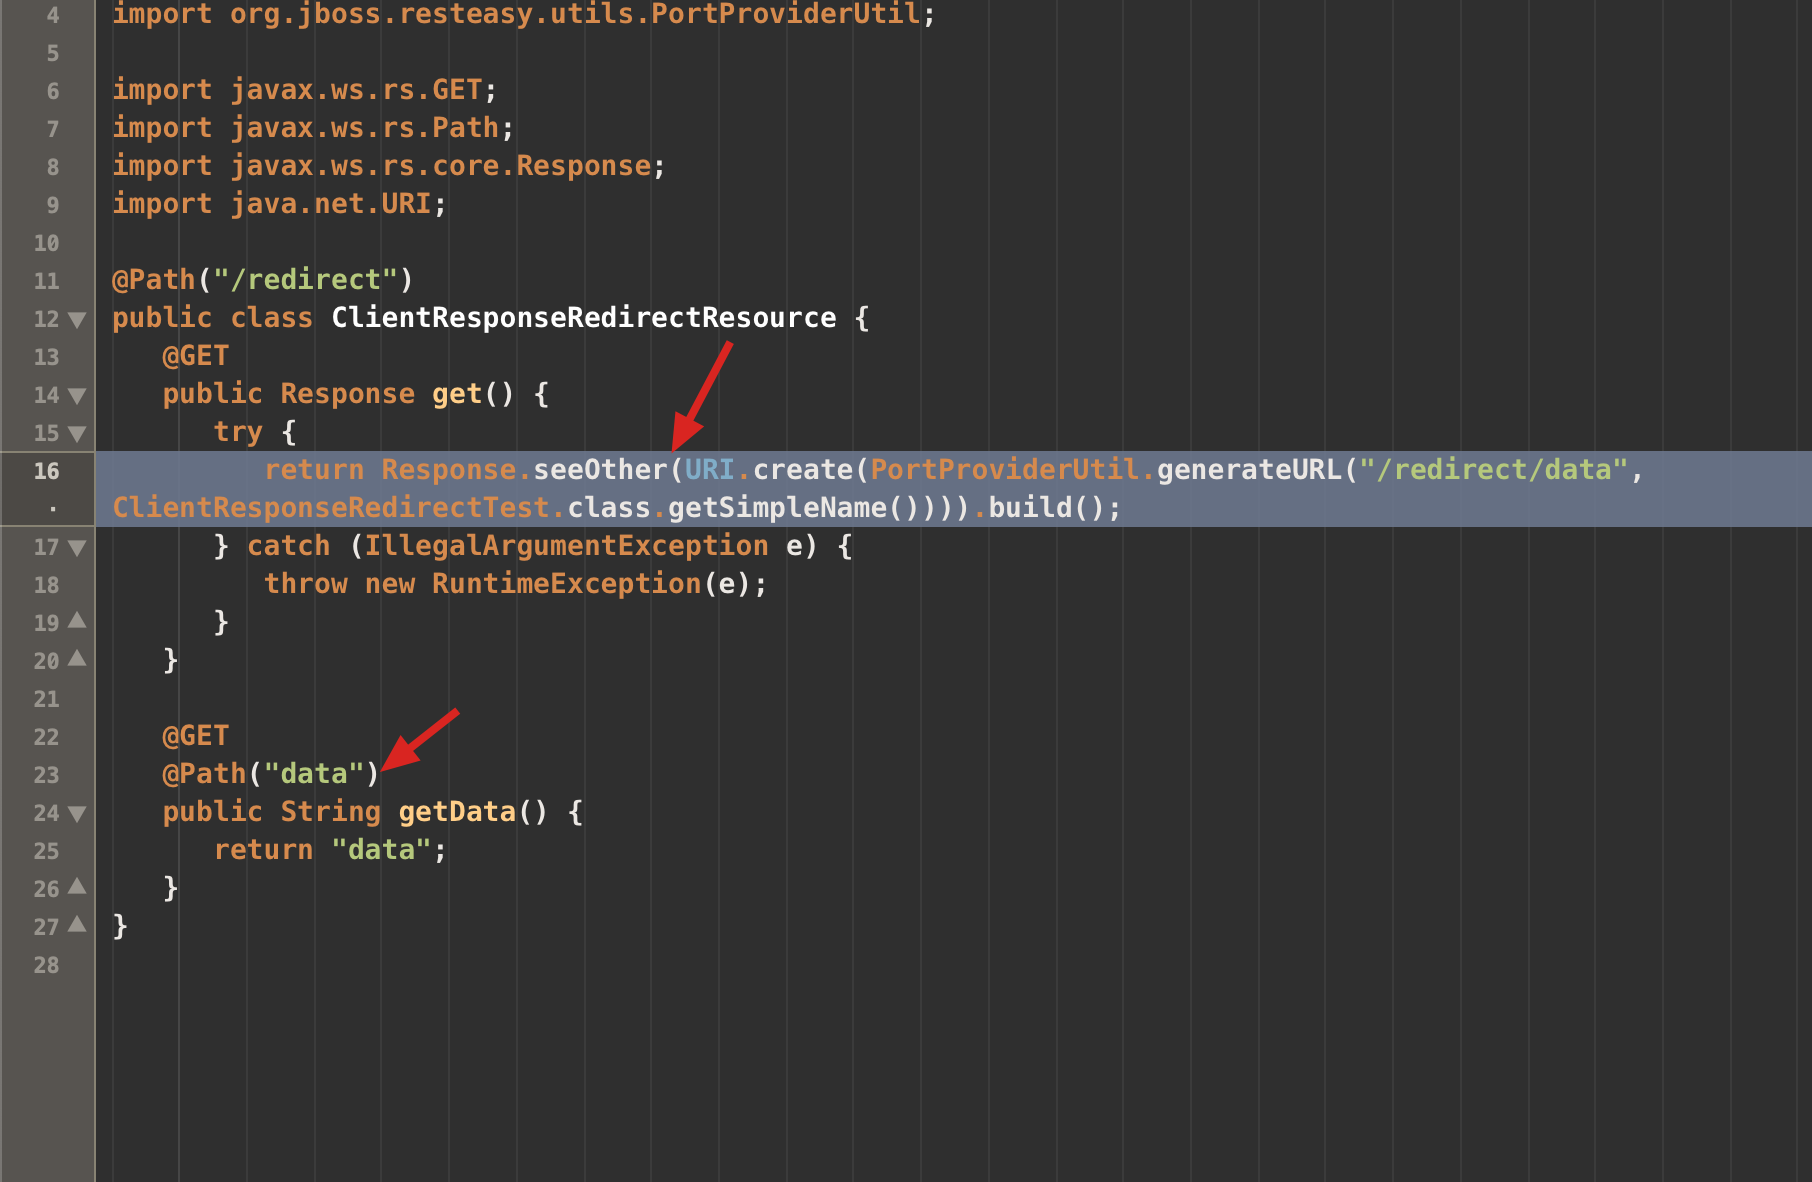 4 import org.jboss.resteasy.utils.PortProviderUtil;
5
6 import javax.ws.rs.GET;
7 import javax.ws.rs.Path;
8 import javax.ws.rs.core.Response;
9 import java.net.URI;
10
11 @Path("/redirect")
12 public class ClientResponseRedirectResource {
13    @GET
14    public Response get() {
15       try {
16          return Response.seeOther(URI.create(PortProviderUtil.generateURL("/redirect/data",
. ClientResponseRedirectTest.class.getSimpleName()))).build();
17       } catch (IllegalArgumentException e) {
18          throw new RuntimeException(e);
19       }
20    }
21
22    @GET
23    @Path("data")
24    public String getData() {
25       return "data";
26    }
27 }
28